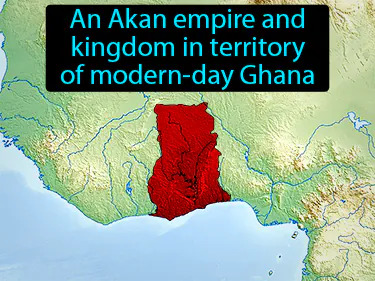 An Akan empire and
kingdom in territory
of modern-day Ghana